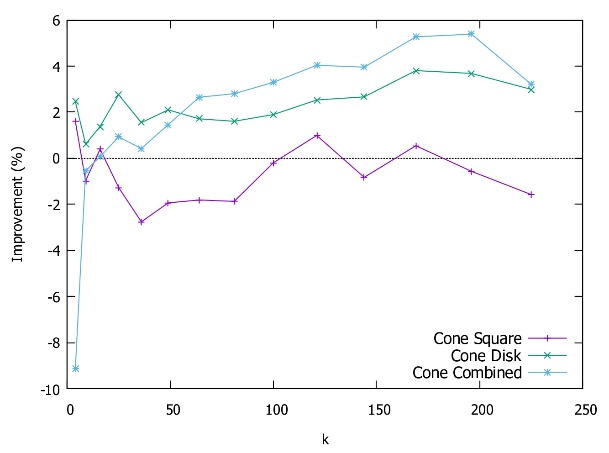 6
4
2
0
-2
-4
-6
-8
-10
Improvement (%)
Cone Square
Cone Disk
Cone Combined
0 50 100 150 200 250
k